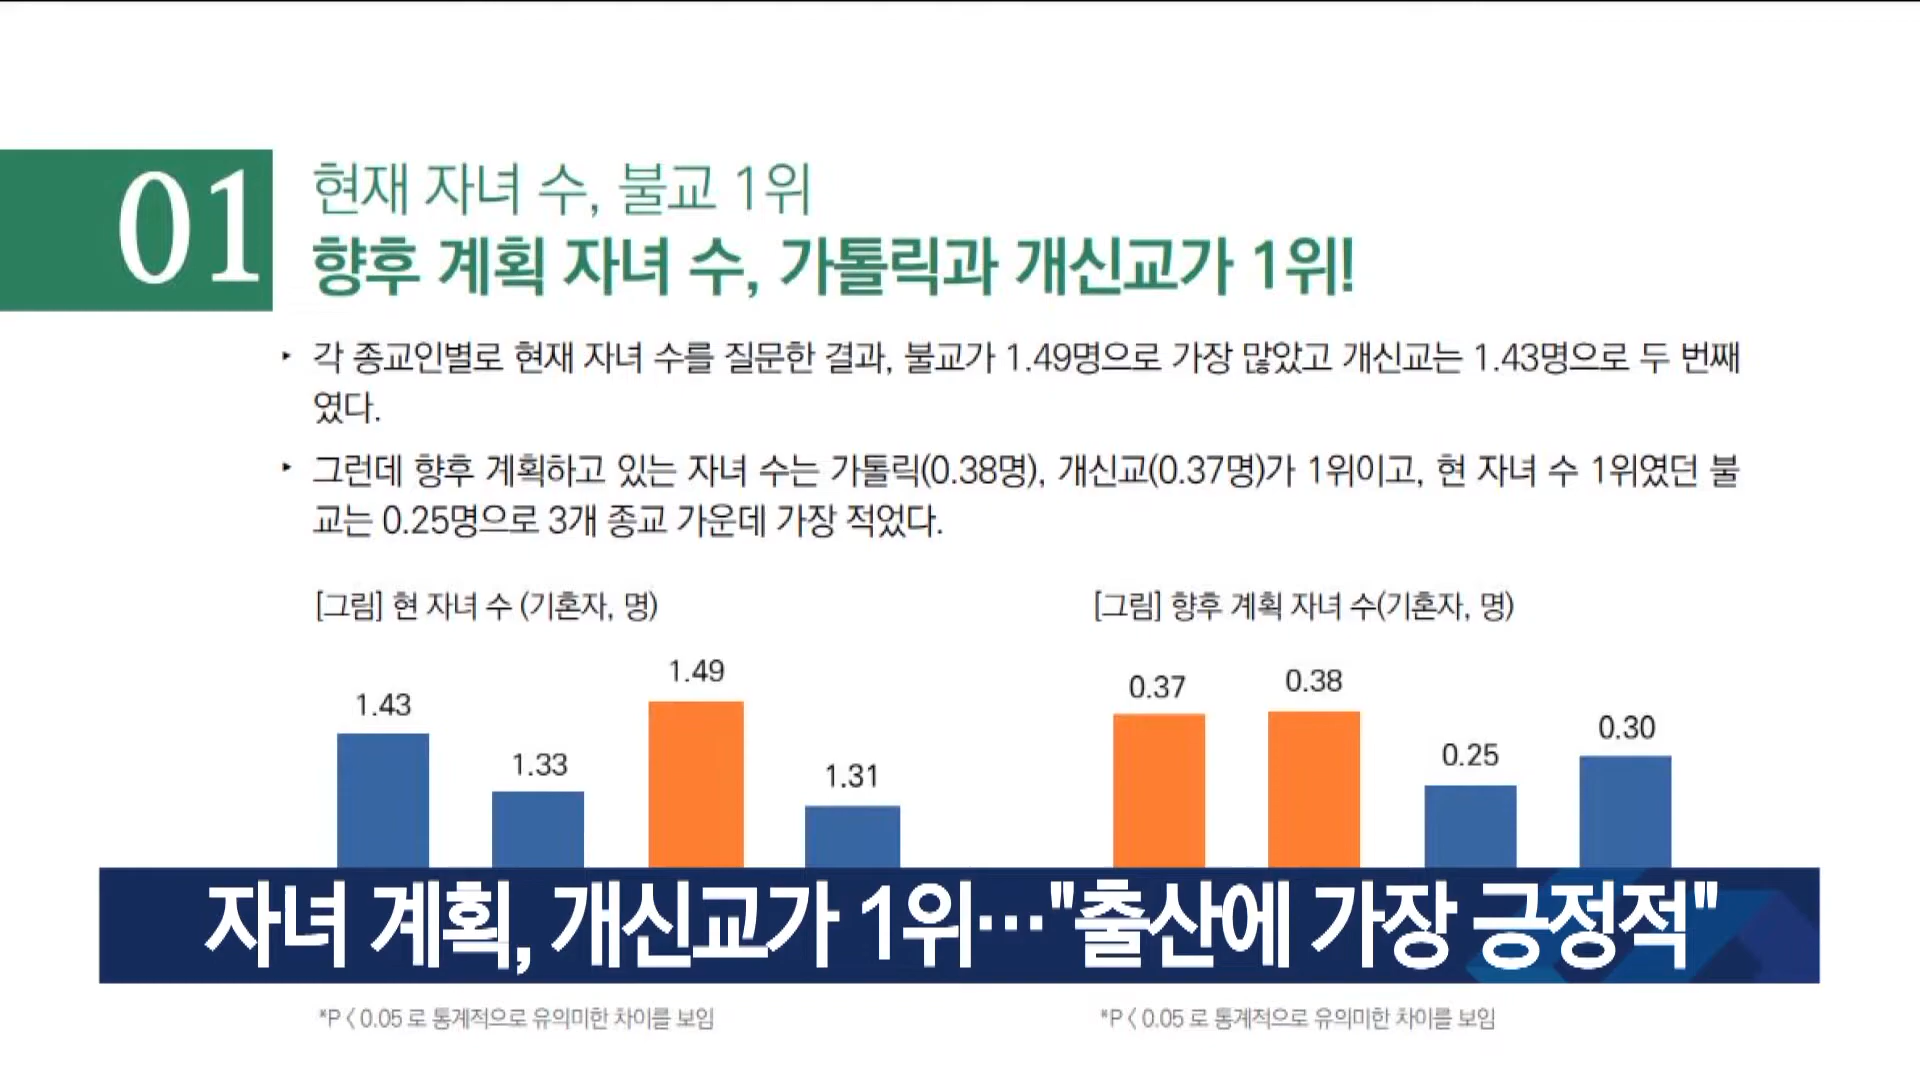 01
현재 자녀 수, 불교 1위
향후 계획 자녀 수, 가톨릭과 개신교가 1위!
‣ 각 종교인별로 현재 자녀 수를 질문한 결과, 불교가 1.49명으로 가장 많았고 개신교는 1.43명으로 두 번째
였다.
‣ 그런데 향후 계획하고 있는 자녀 수는 가톨릭(0.38명), 개신교(0.37명)가 1위이고, 현 자녀 수 1위였던 불
교는 0.25명으로 3개 종교 가운데 가장 적었다.
[그림] 현 자녀 수 (기혼자, 명)
1.43
1.33
1.49
1.31
[그림] 향후 계획 자녀 수(기혼자, 명)
0.37
0.38
0.25
0.30
자녀 계획, 개신교가 1위…"출산에 가장 긍정적"
*P < 0.05 로 통계적으로 유의미한 차이를 보임
*P < 0.05 로 통계적으로 유의미한 차이를 보임